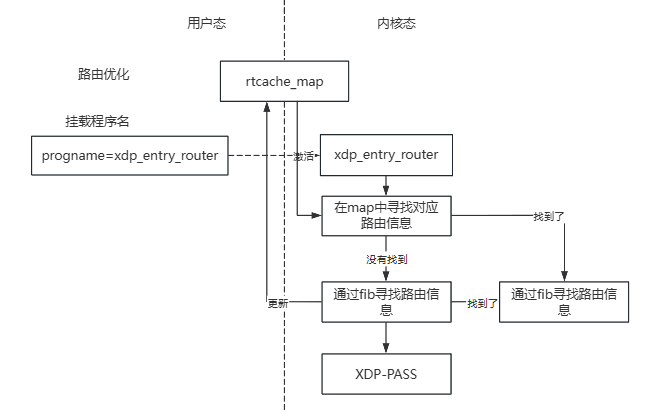 用户态
内核态
路由优化
rtcache_map
挂载程序名
progname=xdp_entry_router
激活
xdp_entry_router
在map中寻找对应
路由信息
找到了
没有找到
更新
通过fib寻找路由信
息
找到了
通过fib寻找路由信
息
XDP-PASS